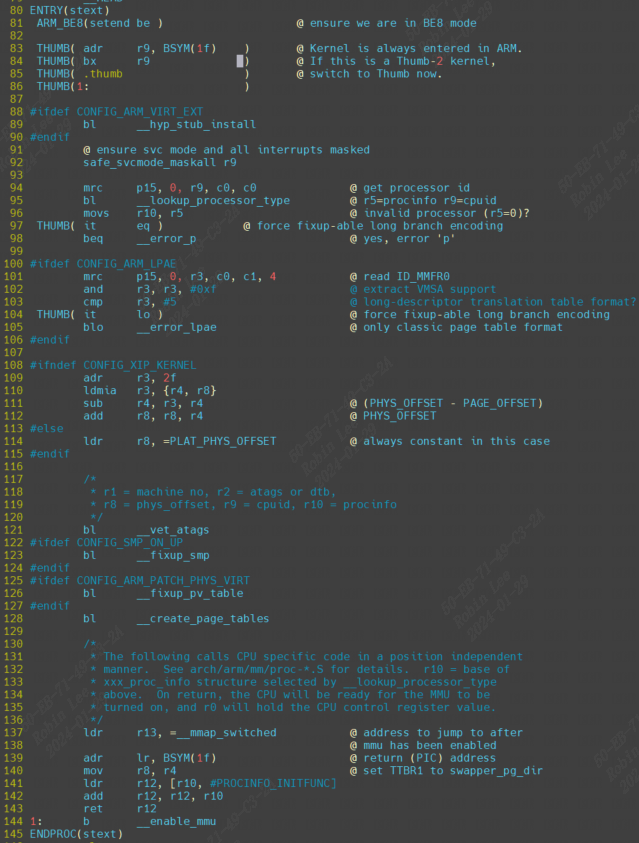 80 ENTRY(stext)
81  ARM_BE8(setend be )                    @ ensure we are in BE8 mode
82
83  THUMB( adr     r9, BSYM(1f)    )       @ Kernel is always entered in ARM.
84  THUMB( bx      r9              )       @ If this is a Thumb-2 kernel,
85  THUMB( .thumb                  )       @ switch to Thumb now.
86  THUMB(1:                       )
87
88 #ifdef CONFIG_ARM_VIRT_EXT
89         bl      __hyp_stub_install
90 #endif
91         @ ensure svc mode and all interrupts masked
92         safe_svcmode_maskall r9
93
94         mrc     p15, 0, r9, c0, c0              @ get processor id
95         bl      __lookup_processor_type         @ r5=procinfo r9=cpuid
96         movs    r10, r5                         @ invalid processor (r5=0)?
97  THUMB( it      eq )            @ force fixup-able long branch encoding
98         beq     __error_p                       @ yes, error 'p'
99
100 #ifdef CONFIG_ARM_LPAE
101         mrc     p15, 0, r3, c0, c1, 4           @ read ID_MMFR0
102         and     r3, r3, #0xf                    @ extract VMSA support
103         cmp     r3, #5                          @ long-descriptor translation table format?
104  THUMB( it      lo )                            @ force fixup-able long branch encoding
105         blo     __error_lpae                    @ only classic page table format
106 #endif
107
108 #ifndef CONFIG_XIP_KERNEL
109         adr     r3, 2f
110         ldmia   r3, {r4, r8}
111         sub     r4, r3, r4                      @ (PHYS_OFFSET - PAGE_OFFSET)
112         add     r8, r8, r4                      @ PHYS_OFFSET
113 #else
114         ldr     r8, =PLAT_PHYS_OFFSET           @ always constant in this case
115 #endif
116
117         /*
118          * r1 = machine no, r2 = atags or dtb,
119          * r8 = phys_offset, r9 = cpuid, r10 = procinfo
120          */
121         bl      __vet_atags
122 #ifdef CONFIG_SMP_ON_UP
123         bl      __fixup_smp
124 #endif
125 #ifdef CONFIG_ARM_PATCH_PHYS_VIRT
126         bl      __fixup_pv_table
127 #endif
128         bl      __create_page_tables
129
130         /*
131          * The following calls CPU specific code in a position independent
132          * manner.  See arch/arm/mm/proc-*.S for details.  r10 = base of
133          * xxx_proc_info structure selected by __lookup_processor_type
134          * above.  On return, the CPU will be ready for the MMU to be
135          * turned on, and r0 will hold the CPU control register value.
136          */
137         ldr     r13, =__mmap_switched           @ address to jump to after
138                                                 @ mmu has been enabled
139         adr     lr, BSYM(1f)                    @ return (PIC) address
140         mov     r8, r4                          @ set TTBR1 to swapper_pg_dir
141         ldr     r12, [r10, #PROCINFO_INITFUNC]
142         add     r12, r12, r10
143         ret     r12
144 1:      b       __enable_mmu
145 ENDPROC(stext)